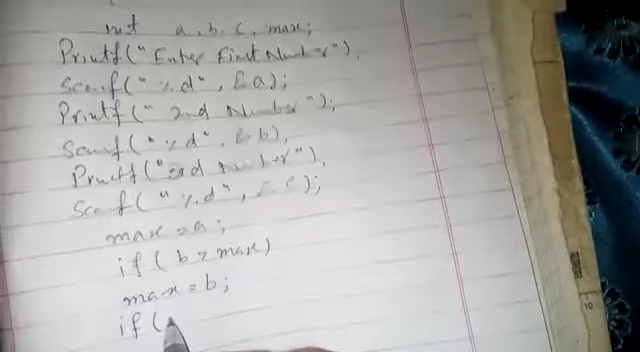 int a, b, c, max;
Printf(" Enter First Number"),
Scanf(" %d", &a);
Printf(" 2nd Number ");
Scanf( " %d", & b),
Printf(" 3rd Number"),
Scanf( " %d", & c);
max = a;
if ( b > max)
max = b;
if (